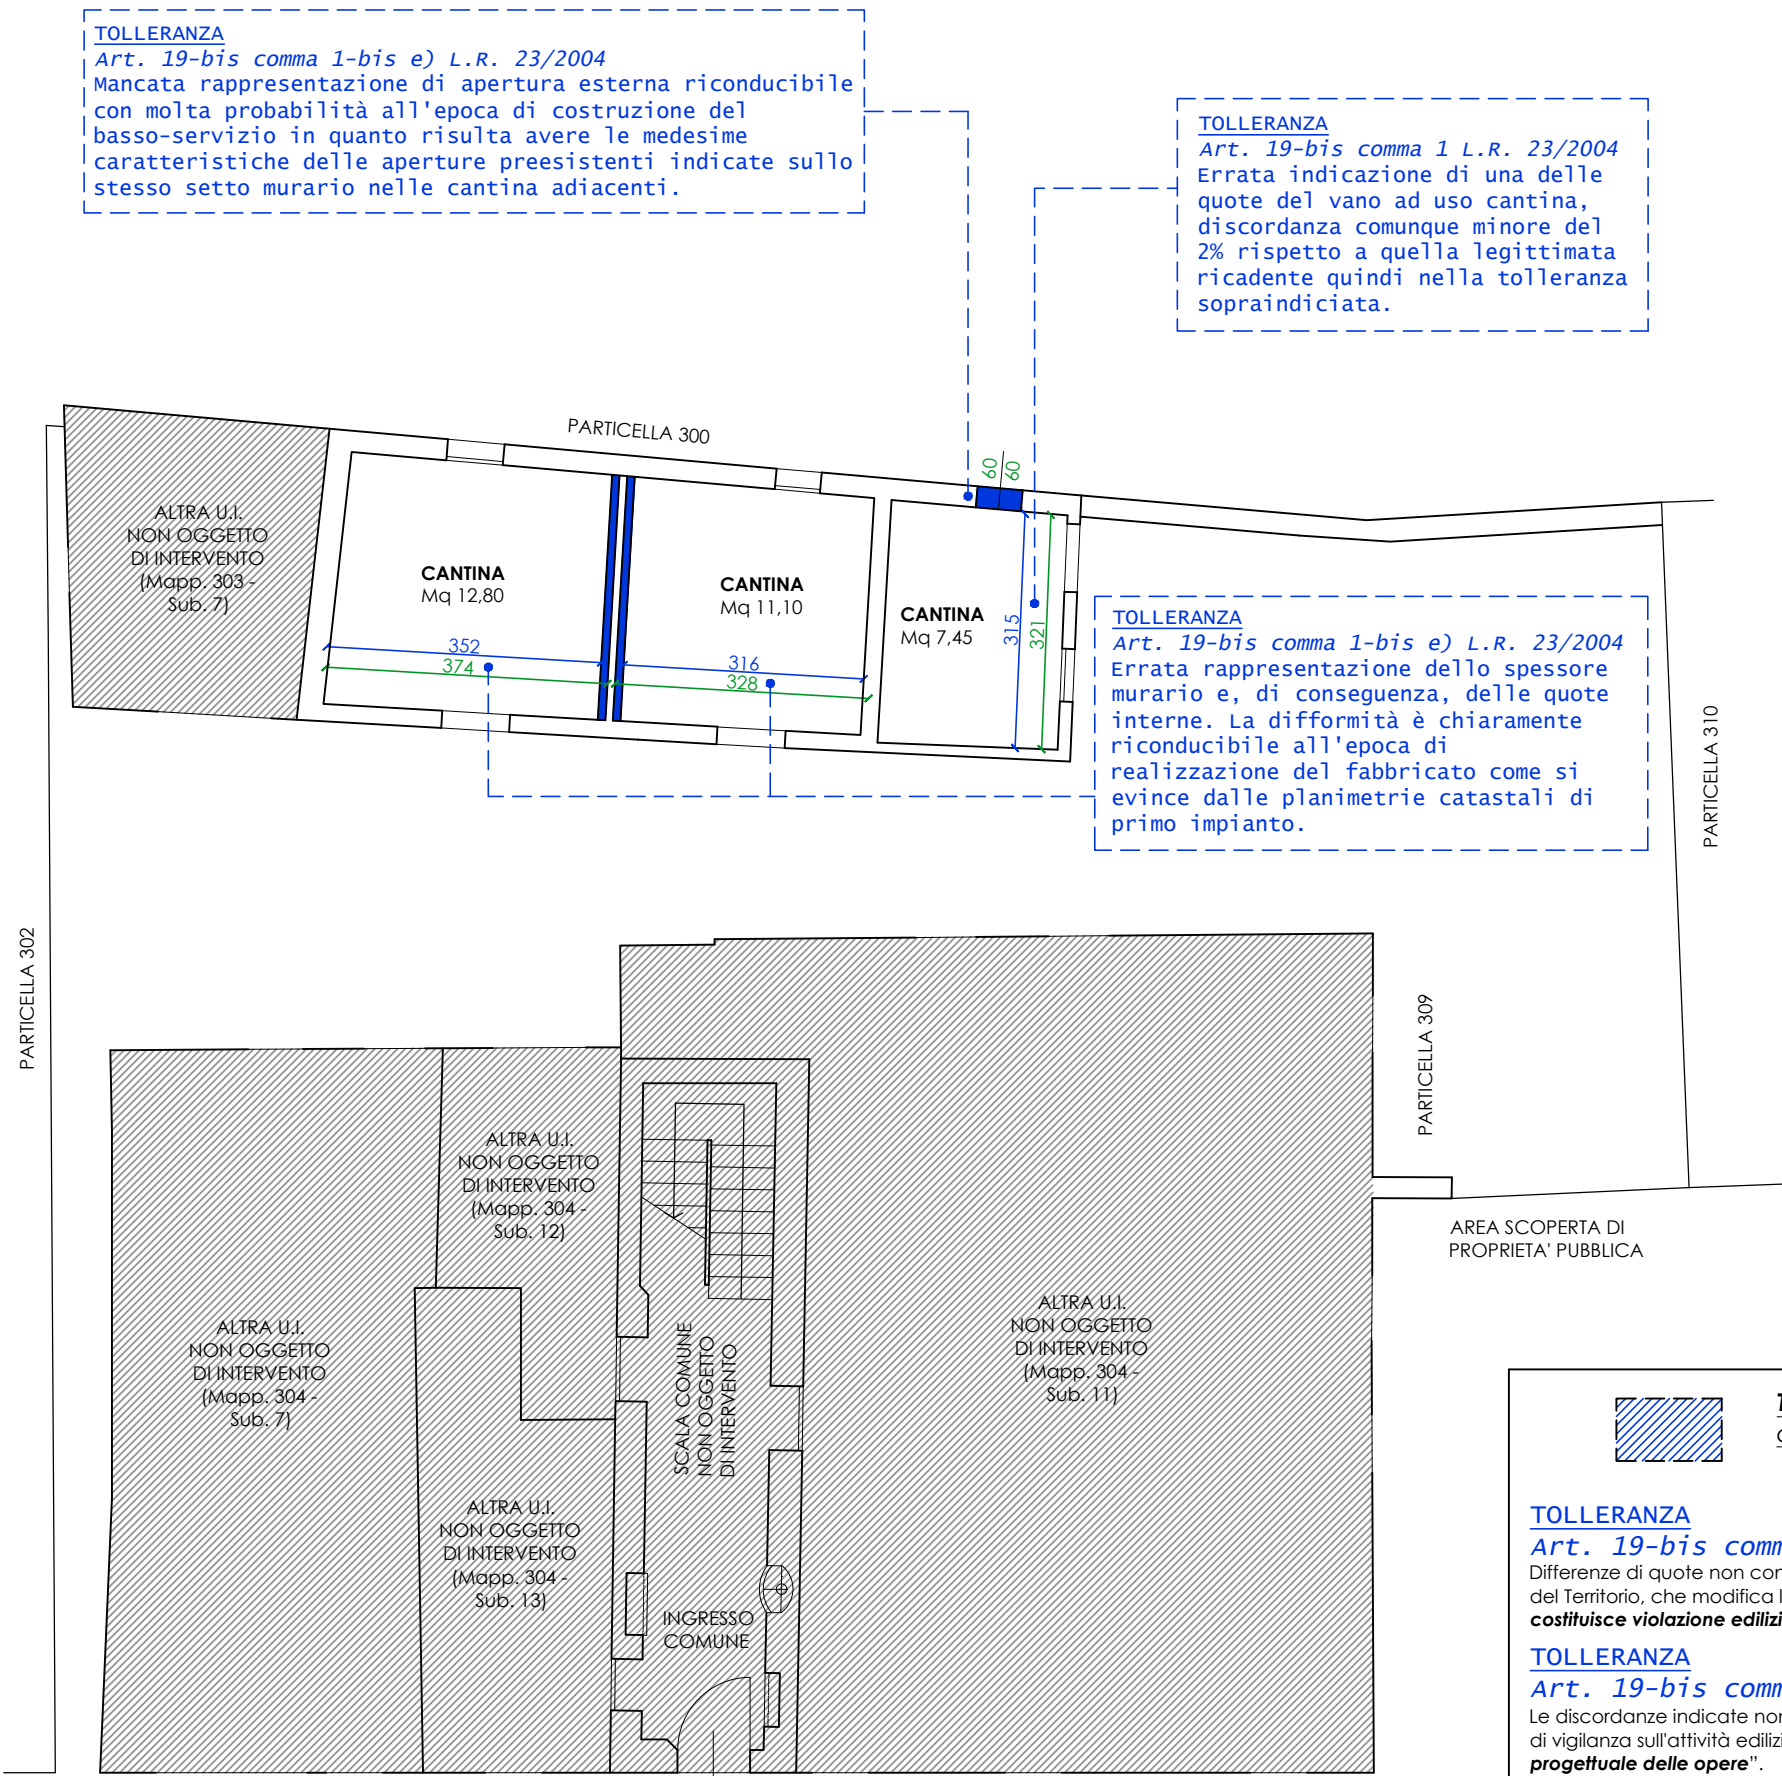 TOLLERANZA
Art. 19-bis comma 1-bis e) L.R. 23/2004
Mancata rappresentazione di apertura esterna riconducibile
con molta probabilità all'epoca di costruzione del
basso-servizio in quanto risulta avere le medesime
caratteristiche delle aperture preesistenti indicate sullo
stesso setto murario nelle cantina adiacenti.
TOLLERANZA
Art. 19-bis comma 1 L.R. 23/2004
Errata indicazione di una delle
quote del vano ad uso cantina,
discordanza comunque minore del
2% rispetto a quella legittimata
ricadente quindi nella tolleranza
sopraindiciata.
PARTICELLA 300
60
60
ALTRA U.I.
NON OGGETTO
DI INTERVENTO
(Mapp. 303 -
Sub. 7)
CANTINA
Mq 12,80
CANTINA
Mq 11,10
CANTINA
Mq 7,45
352
374
316
328
315
321
TOLLERANZA
Art. 19-bis comma 1-bis e) L.R. 23/2004
Errata rappresentazione dello spessore
murario e, di conseguenza, delle quote
interne. La difformità è chiaramente
riconducibile all'epoca di
realizzazione del fabbricato come si
evince dalle planimetrie catastali di
primo impianto.
PARTICELLA 310
PARTICELLA 302
PARTICELLA 309
ALTRA U.I.
NON OGGETTO
DI INTERVENTO
(Mapp. 304 -
Sub. 12)
AREA SCOPERTA DI
PROPRIETA' PUBBLICA
ALTRA U.I.
NON OGGETTO
DI INTERVENTO
(Mapp. 304 -
Sub. 7)
SCALA COMUNE
NON OGGETTO
DI INTERVENTO
ALTRA U.I.
NON OGGETTO
DI INTERVENTO
(Mapp. 304 -
Sub. 11)
ALTRA U.I.
NON OGGETTO
DI INTERVENTO
(Mapp. 304 -
Sub. 13)
INGRESSO
COMUNE
TOLLERANZA
Art. 19-bis comm
Differenze di quote non con
del Territorio, che modifica l
costituisce violazione edilizi
TOLLERANZA
Art. 19-bis comm
Le discordanze indicate non
di vigilanza sull'attività edilizi
progettuale delle opere".